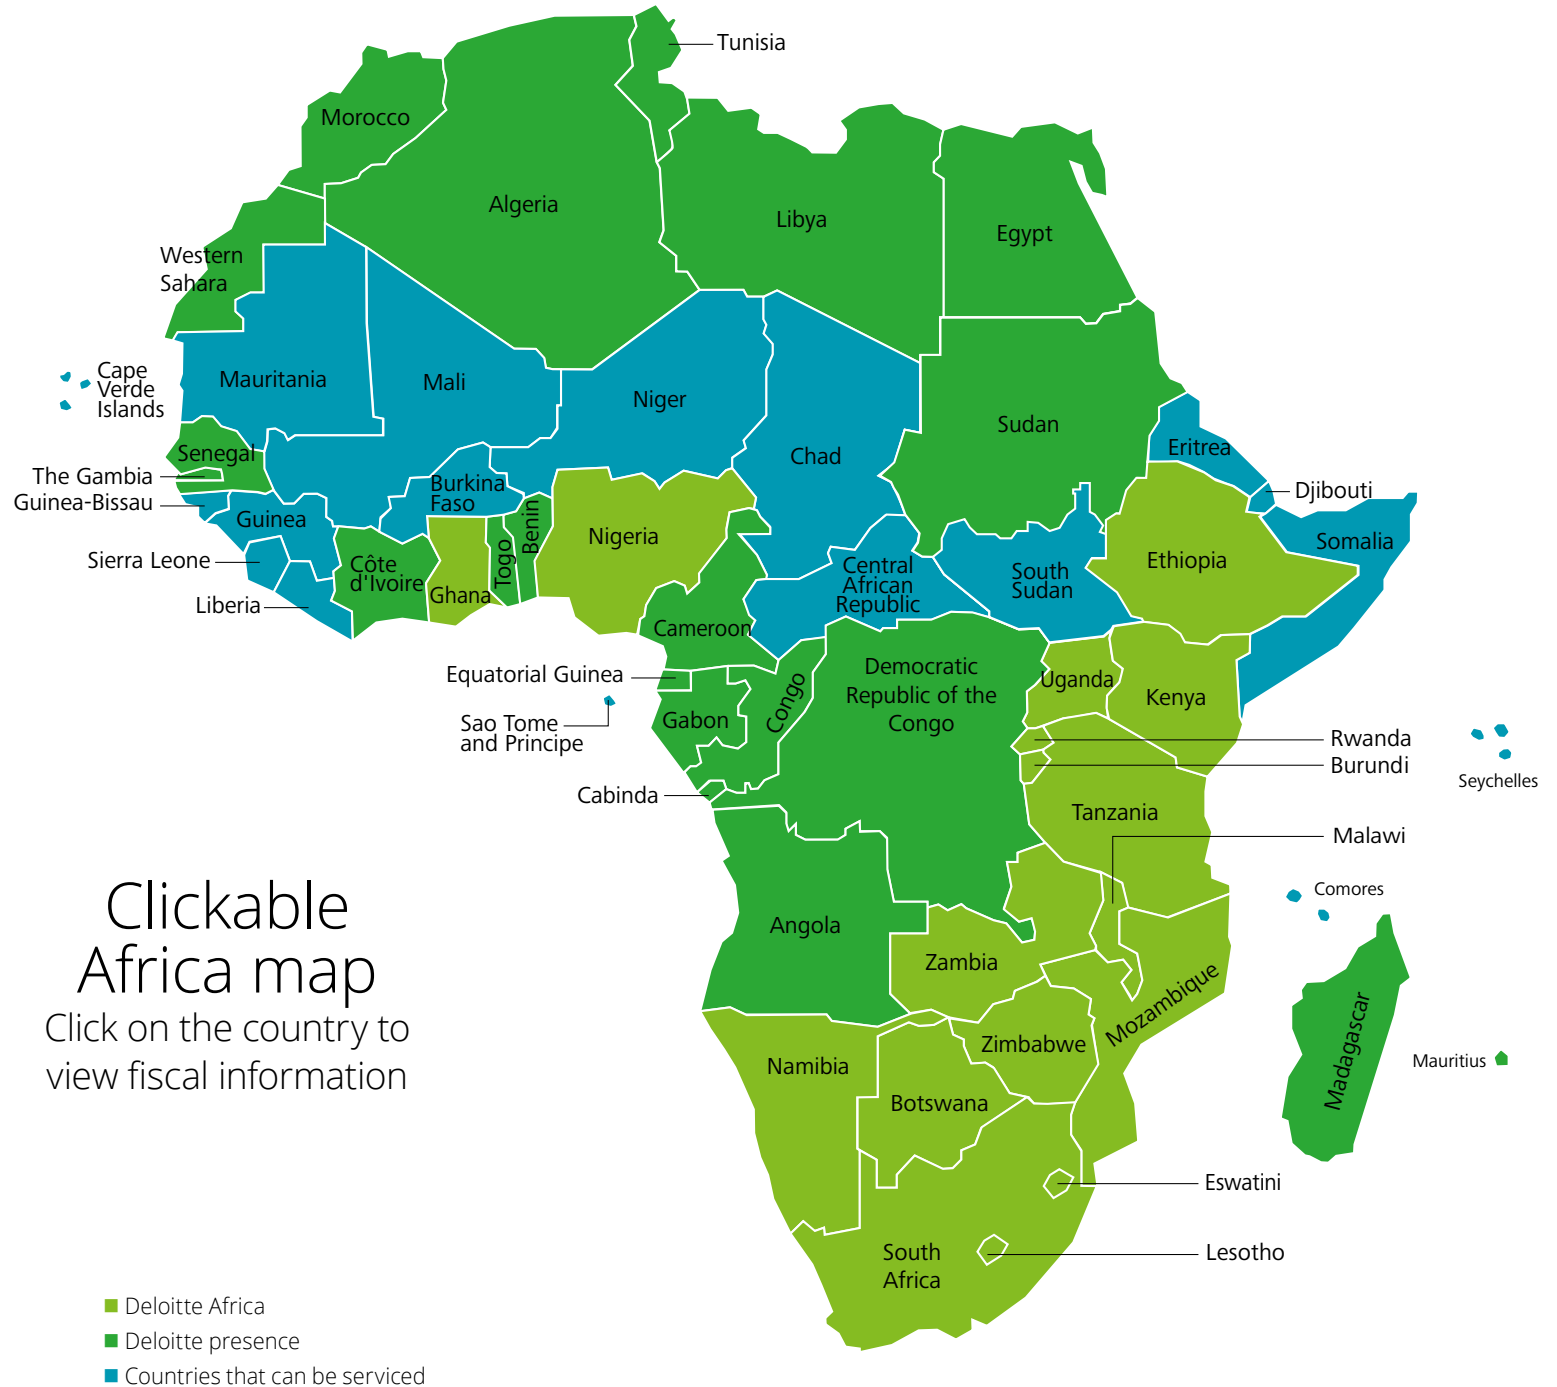 Tunisia
Morocco
Algeria
Libya
Egypt
Western
Sahara
Cape
Verde
Islands
Mauritania
Mali
Niger
Chad
Sudan
Eritrea
Djibouti
Senegal
The Gambia
Guinea-Bissau
Guinea
Burkina
Faso
Benin
Togo
Nigeria
Sierra Leone
Liberia
Côte
d'Ivoire
Ghana
Cameroon
Central
African
Republic
South
Sudan
Ethiopia
Somalia
Equatorial Guinea
Sao Tome
and Principe
Gabon
Congo
Democratic
Republic of the
Congo
Uganda
Kenya
Rwanda
Burundi
Seychelles
Cabinda
Tanzania
Malawi
Comores
Angola
Zambia
Mozambique
Madagascar
Mauritius
Zimbabwe
Namibia
Botswana
Eswatini
Lesotho
South
Africa
Clickable
Africa map
Click on the country to
view fiscal information
Deloitte Africa
Deloitte presence
Countries that can be serviced